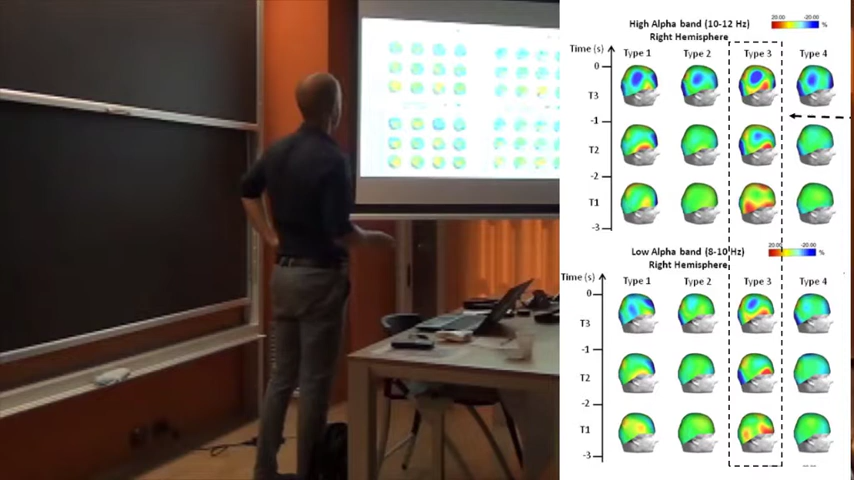 High Alpha band (10-12 Hz)
20.00 -20.00
%
Right Hemisphere
Time (s) Type 1 Type 2 Type 3 Type 4
0
T3
-1
T2
-2
T1
-3
Low Alpha band (8-10 Hz)
20.00 -20.00
%
Right Hemisphere
Time (s) Type 1 Type 2 Type 3 Type 4
0
T3
-1
T2
-2
T1
-3